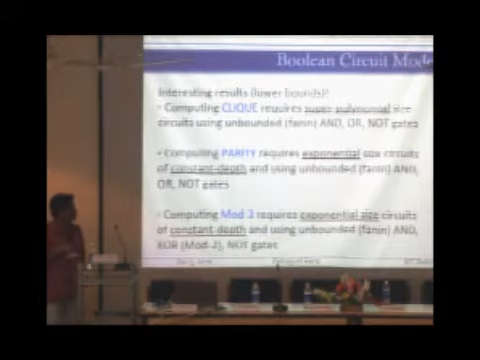 Boolean Circuit Mode
Interesting results (lower bounds)!
Computing CLIQUE requires super polynomial size
circuits using unbounded (fanin) AND, OR, NOT gates
Computing PARITY requires exponential size circuits
of constant-depth and using unbounded (fanin) AND,
OR, NOT gates
Computing Mod 3 requires exponential size circuits
of constant-depth and using unbounded (fanin) AND,
XOR (Mod-2), NOT gates